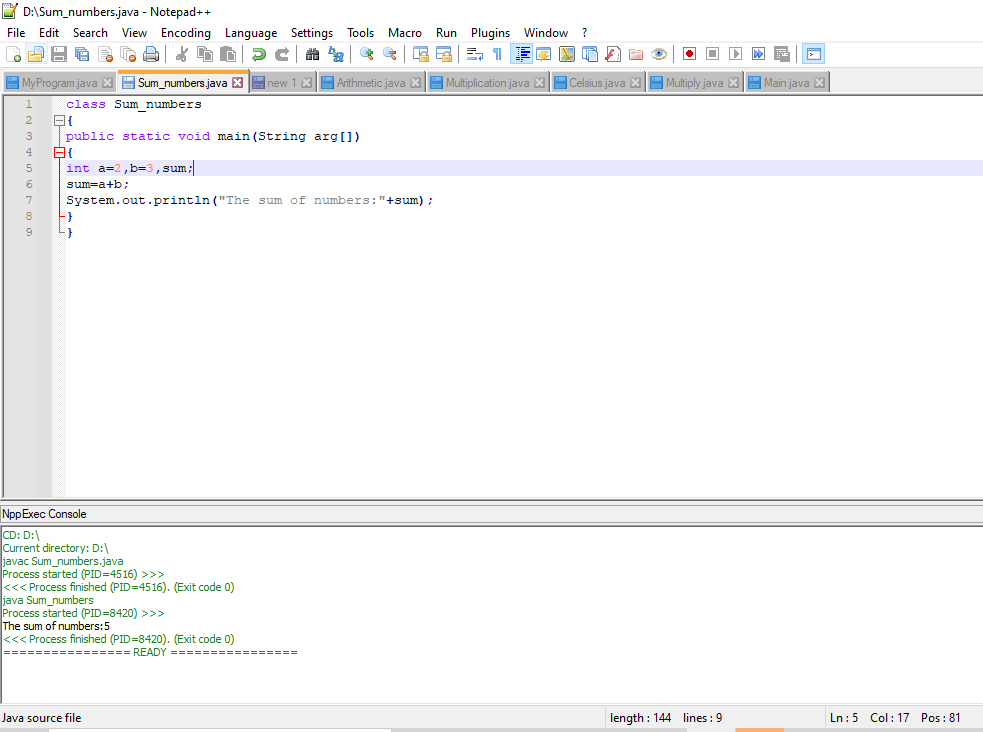 D:\Sum_numbers.java - Notepad++
File Edit Search View Encoding Language Settings Tools Macro Run Plugins Window ?
MyProgram.java Sum_numbers.java new 1 Arithmetic.java Multiplication.java Celsius.java Multiply.java Main.java
1 class Sum_numbers
2 {
3 public static void main(String arg[])
4 {
5 int a=2,b=3,sum;
6 sum=a+b;
7 System.out.println("The sum of numbers:"+sum);
8 }
9 }
NppExec Console
CD: D:\
Current directory: D:\
javac Sum_numbers.java
Process started (PID=4516) >>>
<<< Process finished (PID=4516). (Exit code 0)
java Sum_numbers
Process started (PID=8420) >>>
The sum of numbers:5
<<< Process finished (PID=8420). (Exit code 0)
================ READY ================
Java source file length : 144 lines : 9 Ln : 5 Col : 17 Pos : 81